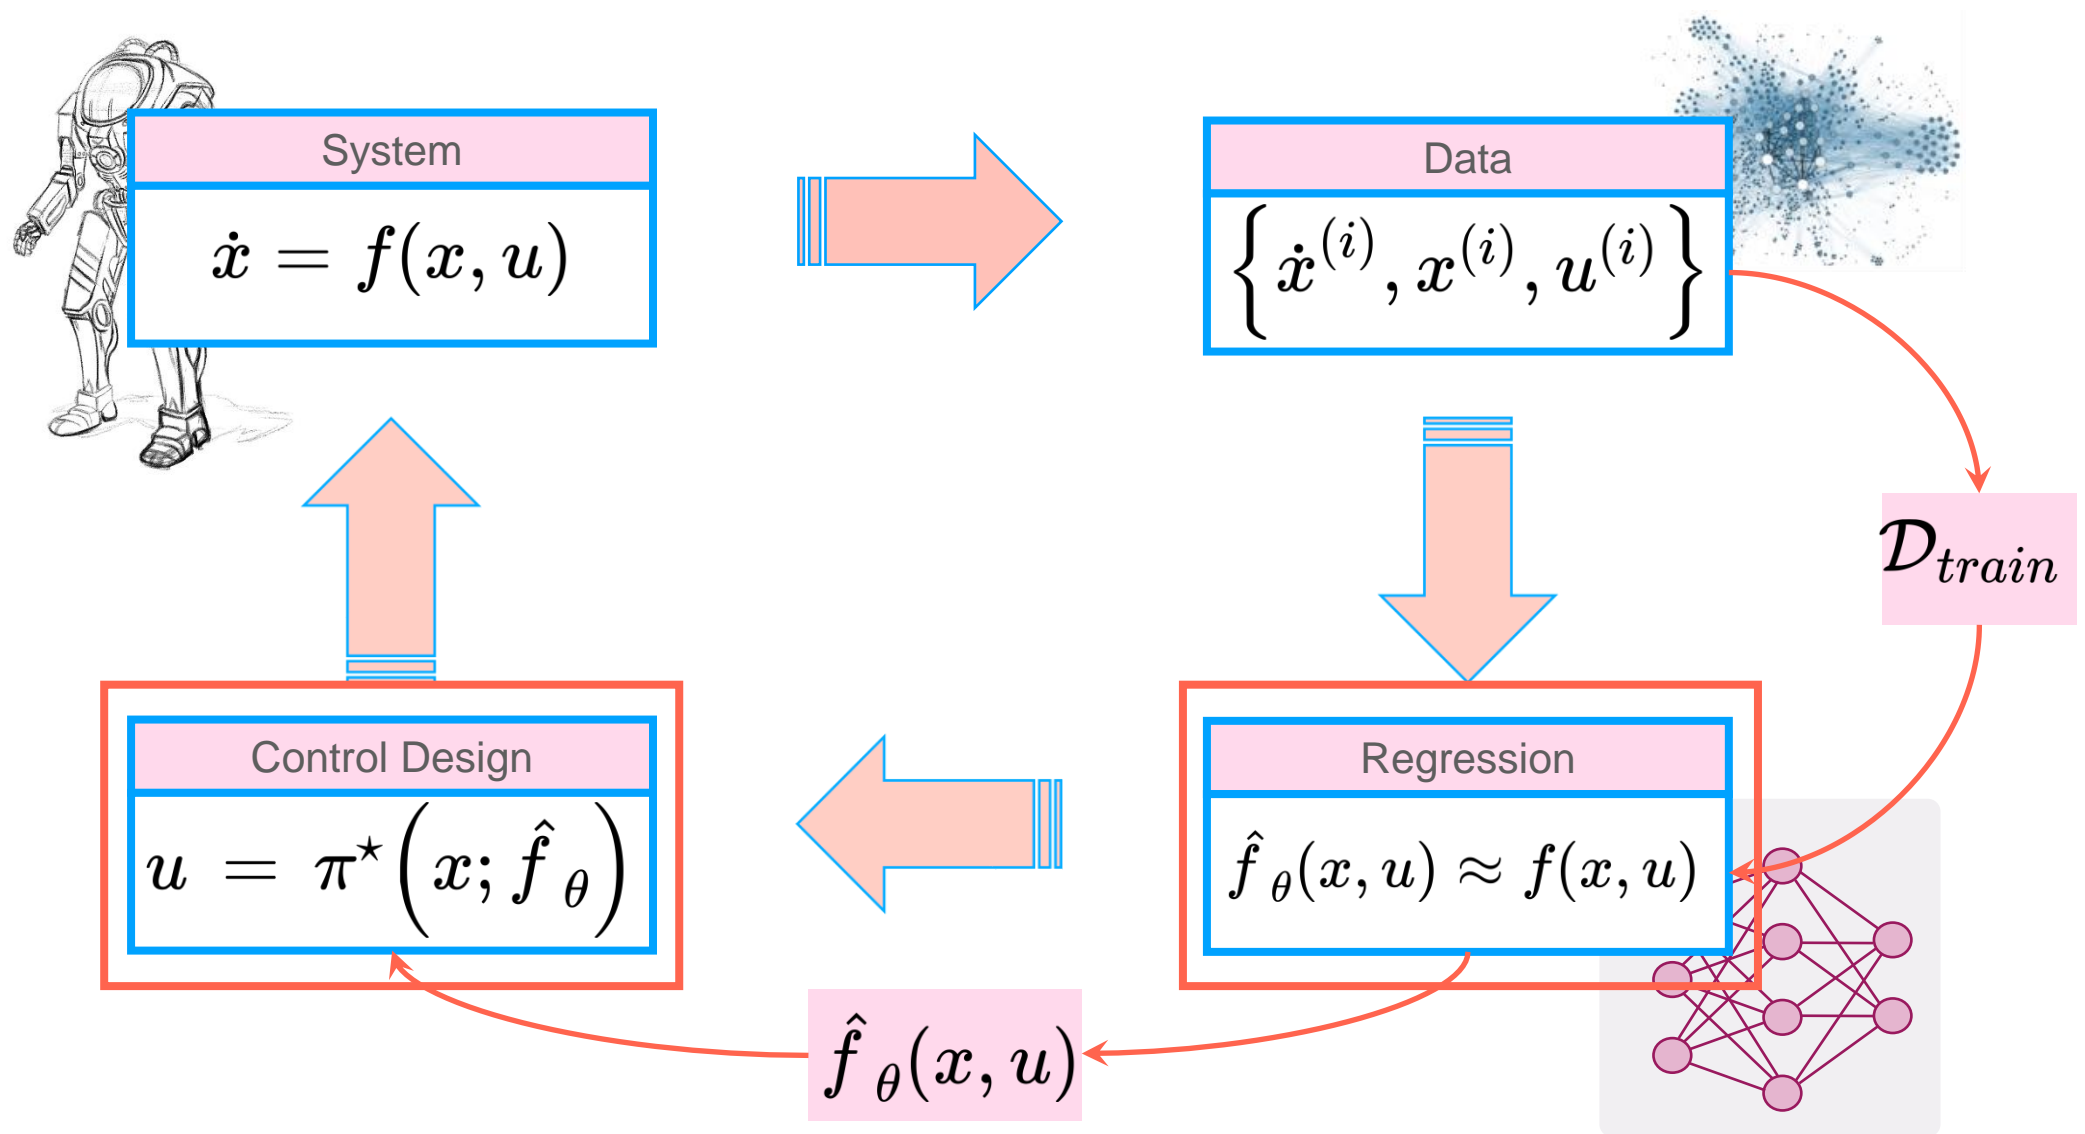 System
ẋ = f(x, u)
Data
{ẋ^(i), x^(i), u^(i)}
𝒟_train
Control Design
u = π^⋆(x; f̂_θ)
Regression
f̂_θ(x, u) ≈ f(x, u)
f̂_θ(x, u)